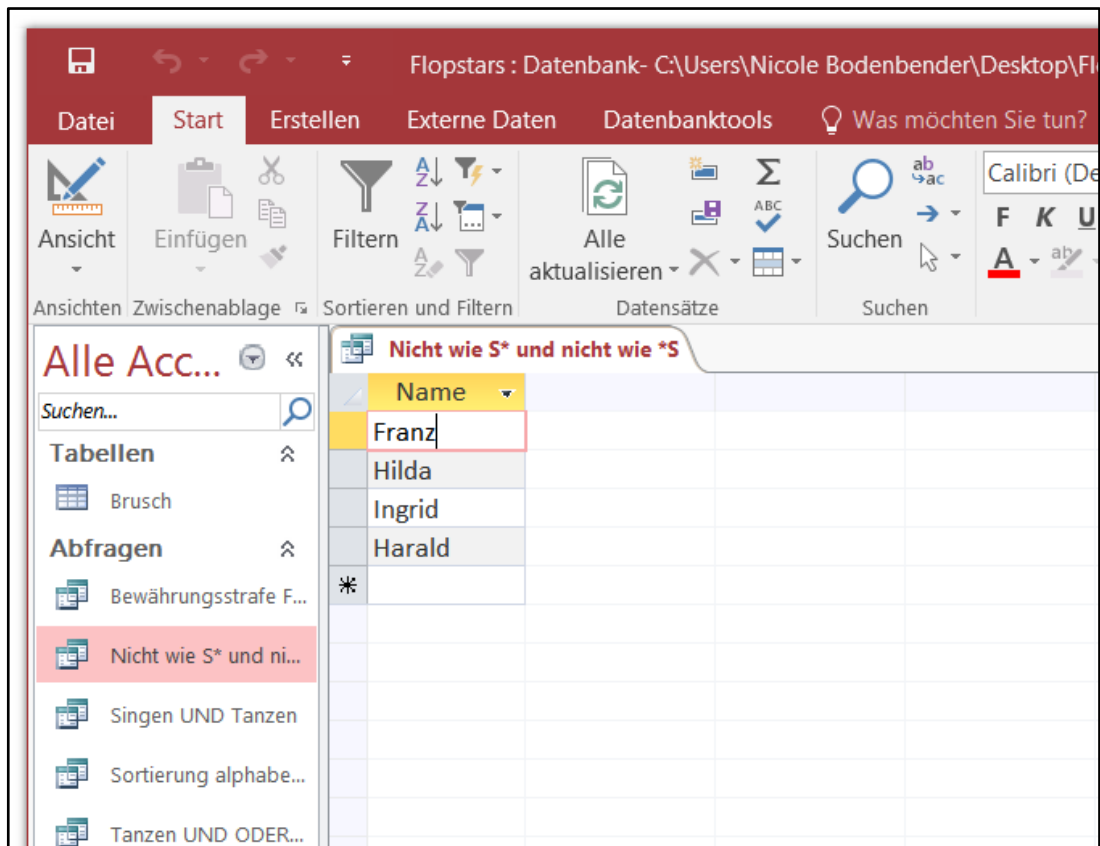 Flopstars : Datenbank- C:\Users\Nicole Bodenbender\Desktop\Fl
Datei Start Erstellen Externe Daten Datenbanktools Was möchten Sie tun?
Ansicht Einfügen Filtern Alle aktualisieren Suchen Calibri (De
F K U
Ansichten Zwischenablage Sortieren und Filtern Datensätze Suchen
Alle Acc... «
Nicht wie S* und nicht wie *S
Name
Suchen...
Franz
Tabellen
Hilda
Brusch
Ingrid
Abfragen
Harald
Bewährungsstrafe F...
Nicht wie S* und ni...
Singen UND Tanzen
Sortierung alphabe...
Tanzen UND ODER...